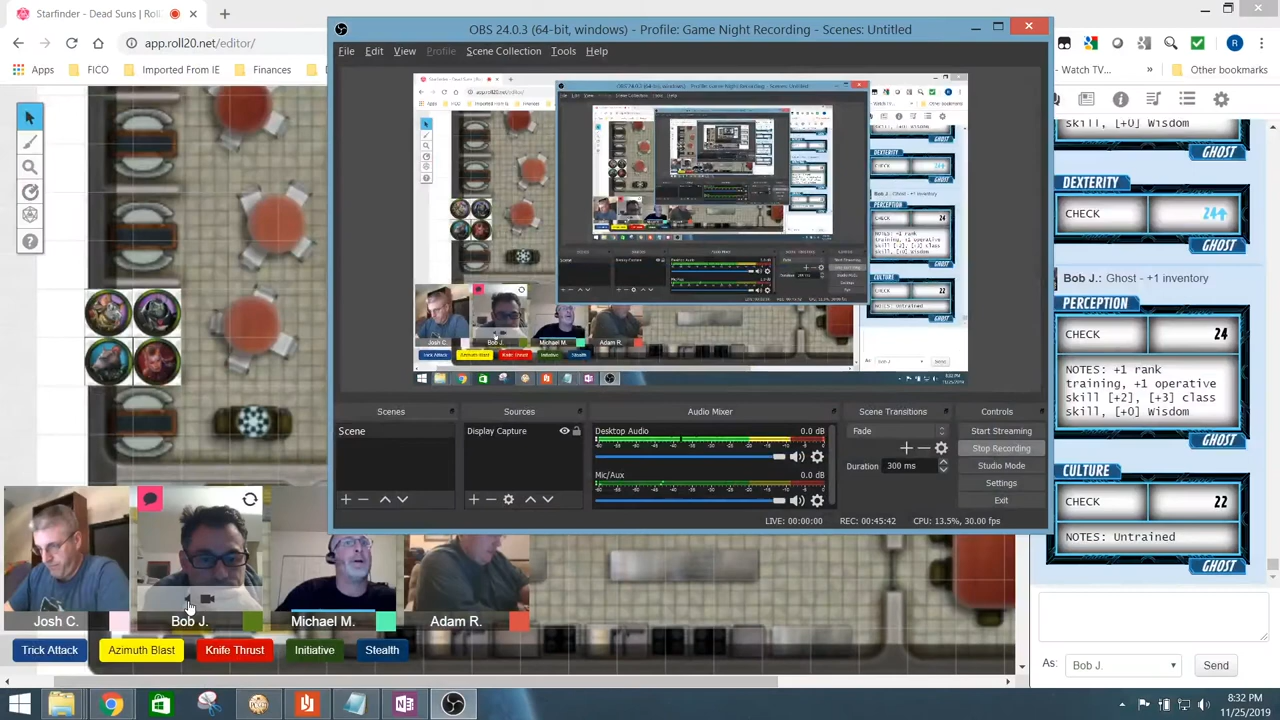 Starfinder - Dead Suns | Roll20
OBS 24.0.3 (64-bit, windows) - Profile: Game Night Recording - Scenes: Untitled
app.roll20.net/editor/
File Edit View Profile Scene Collection Tools Help
Apps FICO Imported From IE Finances
- Watch TV... » Other bookmarks
skill, [+0] Wisdom
GHOST
DEXTERITY
CHECK 24
GHOST
Bob J.: Ghost - +1 inventory
PERCEPTION
CHECK 24
NOTES: +1 rank
training, +1 operative
skill [+2], [+3] class
skill, [+0] Wisdom
GHOST
CULTURE
CHECK 22
NOTES: Untrained
GHOST
Scenes Sources Audio Mixer Scene Transitions Controls
Scene
Display Capture
Desktop Audio 0.0 dB
Mic/Aux 0.0 dB
Fade
Duration 300 ms
Start Streaming
Stop Recording
Studio Mode
Settings
Exit
LIVE: 00:00:00 REC: 00:45:42 CPU: 13.5%, 30.00 fps
Josh C. Bob J. Michael M. Adam R.
Trick Attack Azimuth Blast Knife Thrust Initiative Stealth
As: Bob J. Send
8:32 PM
11/25/2019